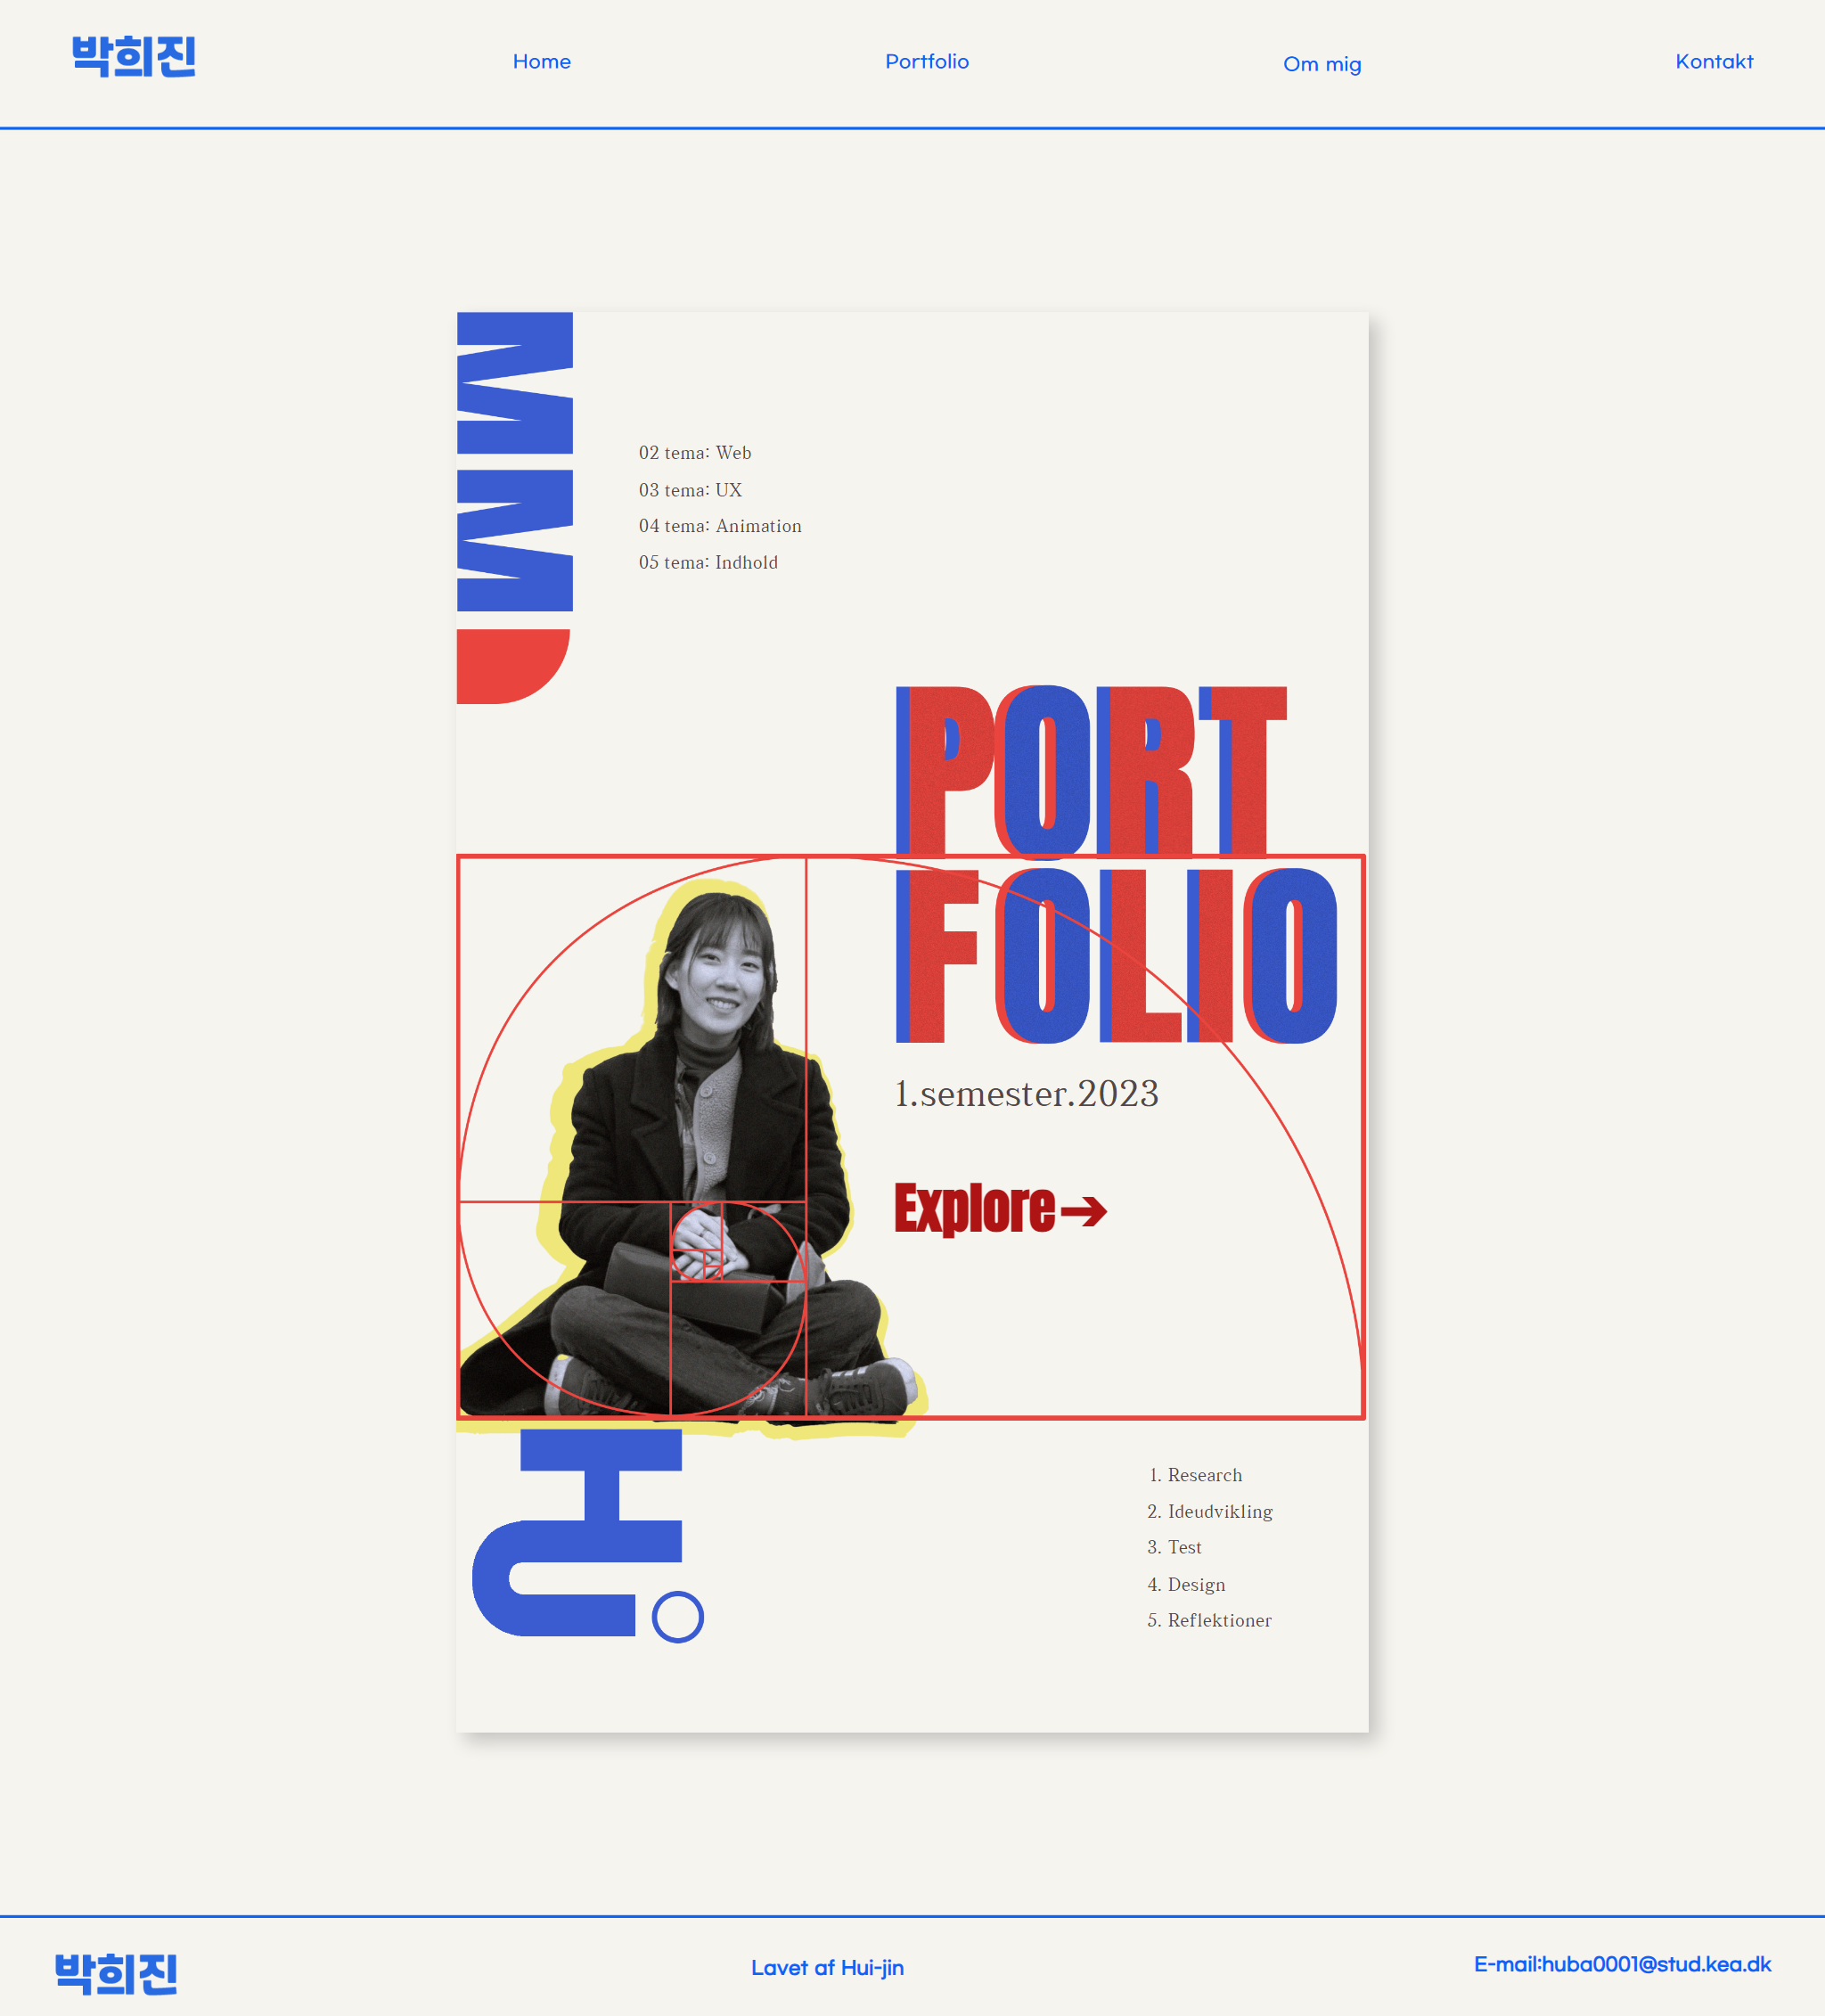 박희진
Home
Portfolio
Om mig
Kontakt
MMD
02 tema: Web
03 tema: UX
04 tema: Animation
05 tema: Indhold
PORT
FOLIO
1.semester.2023
Explore→
HJ
1. Research
2. Ideudvikling
3. Test
4. Design
5. Reflektioner
박희진
Lavet af Hui-jin
E-mail:huba0001@stud.kea.dk